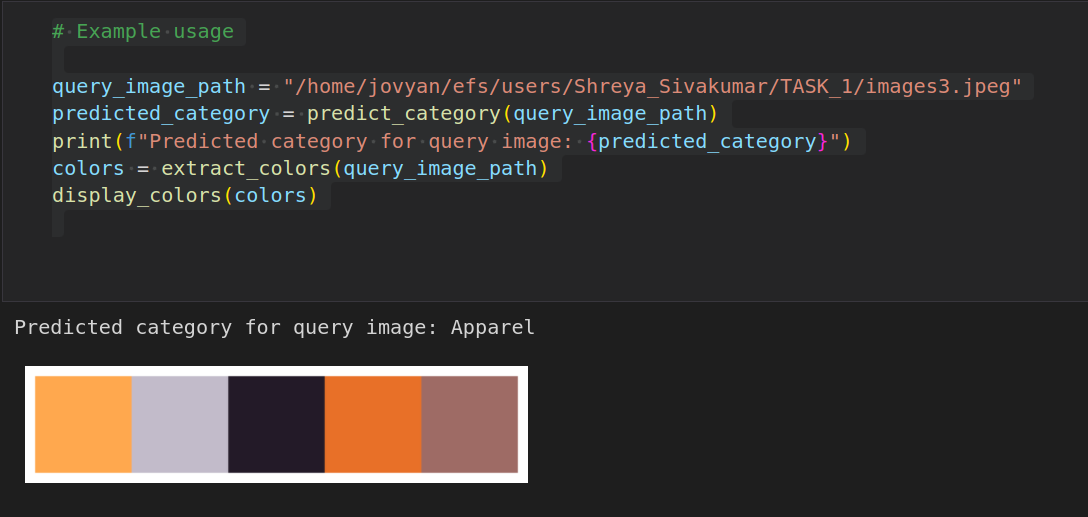 # Example usage
query_image_path = "/home/jovyan/efs/users/Shreya_Sivakumar/TASK_1/images3.jpeg"
predicted_category = predict_category(query_image_path)
print(f"Predicted category for query image: {predicted_category}")
colors = extract_colors(query_image_path)
display_colors(colors)
Predicted category for query image: Apparel